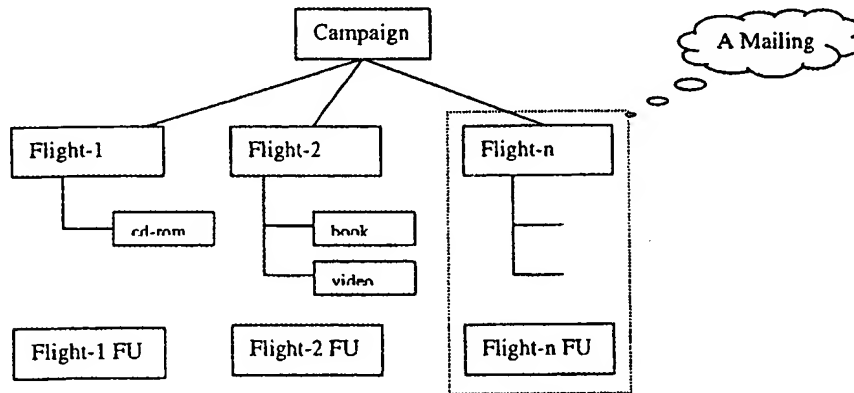 Campaign
A Mailing
Flight-1
Flight-2
Flight-n
cd-rom
book
video
Flight-1 FU
Flight-2 FU
Flight-n FU